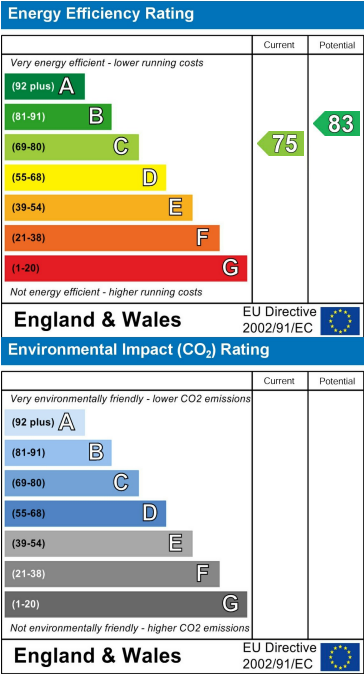 Energy Efficiency Rating
Current Potential
Very energy efficient - lower running costs
(92 plus) A
(81-91) B
(69-80) C
(55-68) D
(39-54) E
(21-38) F
(1-20) G
75
83
Not energy efficient - higher running costs
England & Wales
EU Directive
2002/91/EC
Environmental Impact (CO₂) Rating
Current Potential
Very environmentally friendly - lower CO2 emissions
(92 plus) A
(81-91) B
(69-80) C
(55-68) D
(39-54) E
(21-38) F
(1-20) G
Not environmentally friendly - higher CO2 emissions
England & Wales
EU Directive
2002/91/EC